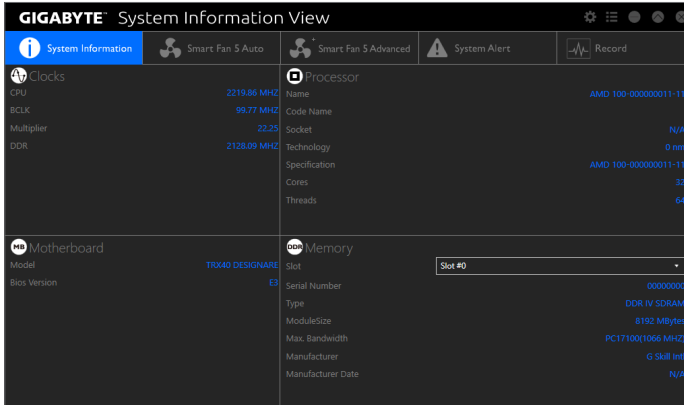 GIGABYTE™ System Information View
System Information
Smart Fan 5 Auto
Smart Fan 5 Advanced
System Alert
Record
Clocks
CPU 2219.86 MHZ
BCLK 99.77 MHZ
Multiplier 22.25
DDR 2128.09 MHZ
Processor
Name AMD 100-000000011-11
Code Name
Socket N/A
Technology 0 nm
Specification AMD 100-000000011-11
Cores 32
Threads 64
MB Motherboard
Model TRX40 DESIGNARE
Bios Version E3
DDR Memory
Slot Slot #0
Serial Number 00000000
Type DDR IV SDRAM
ModuleSize 8192 MBytes
Max. Bandwidth PC17100(1066 MHZ)
Manufacturer G Skill Intl
Manufacturer Date N/A